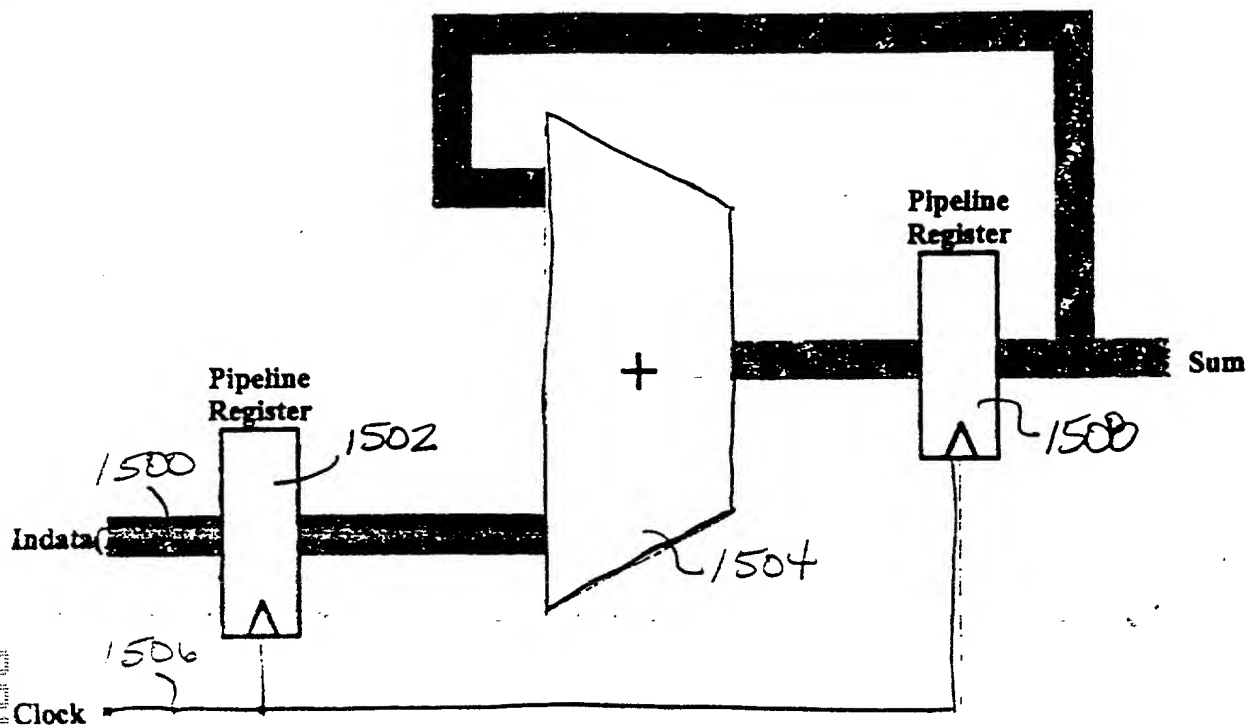 Pipeline
Register
Sum
Pipeline
Register
1508
1502
1500
Indata
1504
1506
Clock